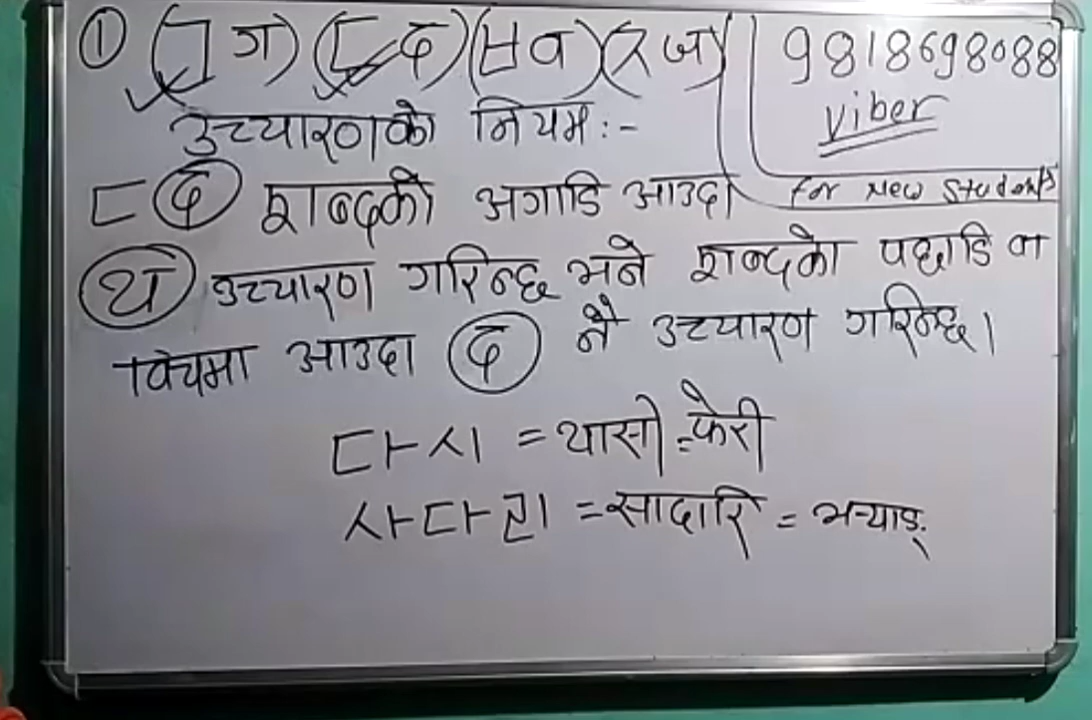 ① (ㄱ ग) (ㄷ द) (ㅂ व) (ㅈ ज)
9818698088
viber
for New Students
उच्चारणको नियम :-
ㄷ द शब्दको अगाडि आउदा
थ उच्चारण गरिन्छ भने शब्दको पछाडि वा
विचमा आउदा द नै उच्चारण गरिन्छ।
다시 = थासी = फेरी
사다리 = सादारि = भऱ्याङ्